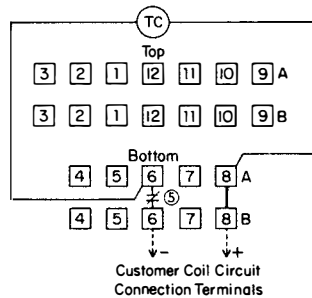 TC
Top
3 2 1 12 11 10 9 A
3 2 1 12 11 10 9 B
Bottom
4 5 6 7 8 A
5
4 5 6 7 8 B
- +
Customer Coil Circuit
Connection Terminals